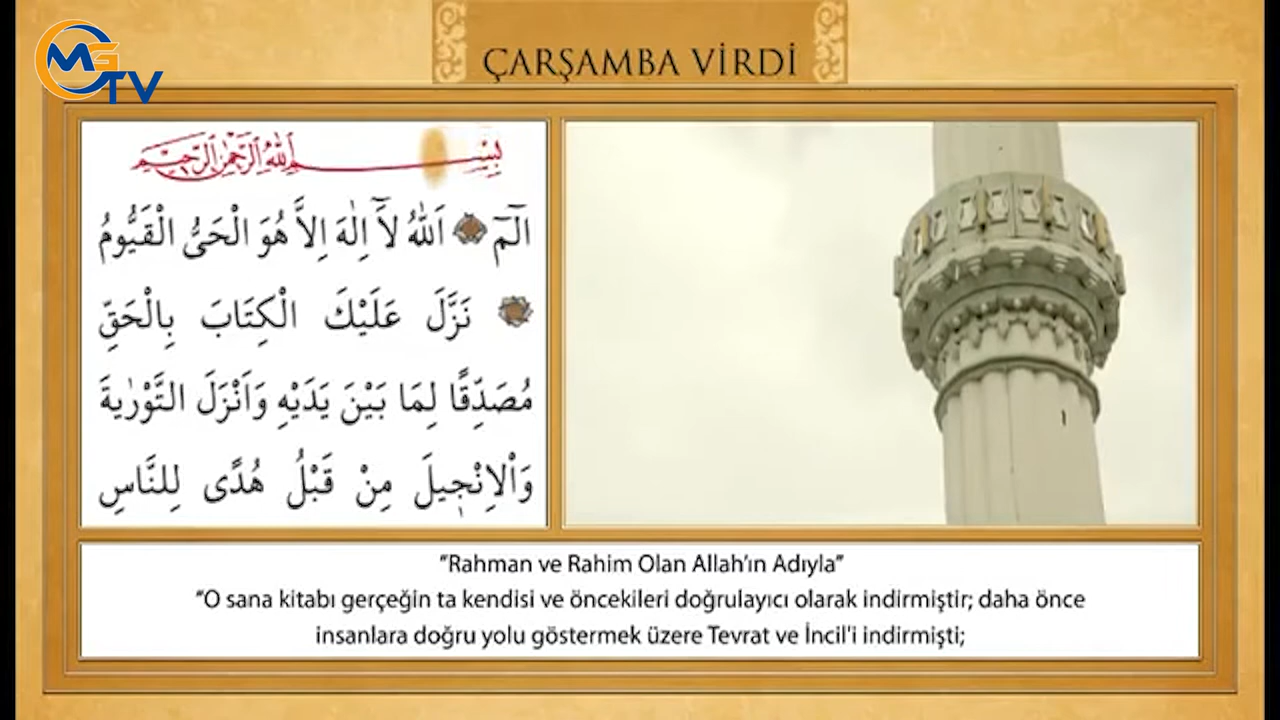 MG TV
ÇARŞAMBA VİRDİ
بِسْمِ اللّٰهِ الرَّحْمٰنِ الرَّحِيمِ
الٓمٓ اَللّٰهُ لَٓا اِلٰهَ اِلَّا هُوَ الْحَىُّ الْقَيُّومُ
نَزَّلَ عَلَيْكَ الْكِتَابَ بِالْحَقِّ
مُصَدِّقًا لِمَا بَيْنَ يَدَيْهِ وَاَنْزَلَ التَّوْرٰيةَ
وَالْاِنْجٖيلَ مِنْ قَبْلُ هُدًى لِلنَّاسِ
“Rahman ve Rahim Olan Allah’ın Adıyla”
“O sana kitabı gerçeğin ta kendisi ve öncekileri doğrulayıcı olarak indirmiştir; daha önce
insanlara doğru yolu göstermek üzere Tevrat ve İncil'i indirmişti;